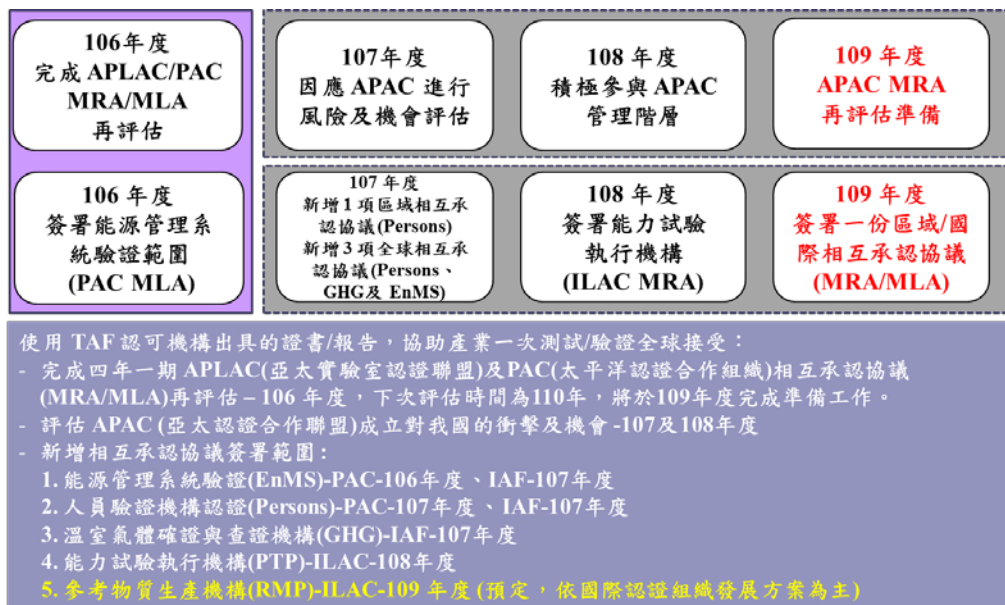 106年度
完成 APLAC/PAC
MRA/MLA
再評估
107 年度
因應 APAC 進行
風險及機會評估
108 年度
積極參與 APAC
管理階層
109 年度
APAC MRA
再評估準備
106 年度
簽署能源管理系
統驗證範圍
(PAC MLA)
107 年度
新增1 項區域相互承
認協議(Persons)
新增3 項全球相互承
認協議(Persons、
GHG及 EnMS)
108 年度
簽署能力試驗
執行機構
(ILAC MRA)
109 年度
簽署一份區域/國
際相互承認協議
(MRA/MLA)
使用 TAF 認可機構出具的證書/報告，協助產業一次測試/驗證全球接受：
- 完成四年一期 APLAC(亞太實驗室認證聯盟)及PAC(太平洋認證合作組織)相互承認協議
(MRA/MLA)再評估 – 106 年度，下次評估時間為110年，將於109年度完成準備工作。
- 評估 APAC (亞太認證合作聯盟)成立對我國的衝擊及機會 -107及108年度
- 新增相互承認協議簽署範圍：
1. 能源管理系統驗證(EnMS)-PAC-106年度、IAF-107年度
2. 人員驗證機構認證(Persons)-PAC-107年度、IAF-107年度
3. 溫室氣體確證與查證機構(GHG)-IAF-107年度
4. 能力試驗執行機構(PTP)-ILAC-108年度
5. 參考物質生產機構(RMP)-ILAC-109 年度 (預定，依國際認證組織發展方案為主)